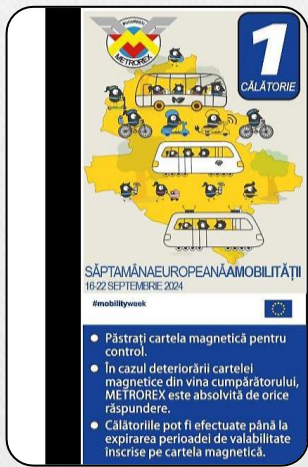 BUCUREȘTI
METROREX
1
CĂLĂTORIE
SĂPTAMÂNAEUROPEANĂAMOBILITĂȚII
16-22 SEPTEMBRIE 2024
#mobilityweek
Păstrați cartela magnetică pentru
control.
În cazul deteriorării cartelei
magnetice din vina cumpărătorului,
METROREX este absolvită de orice
răspundere.
Călătoriile pot fi efectuate până la
expirarea perioadei de valabilitate
înscrise pe cartela magnetică.